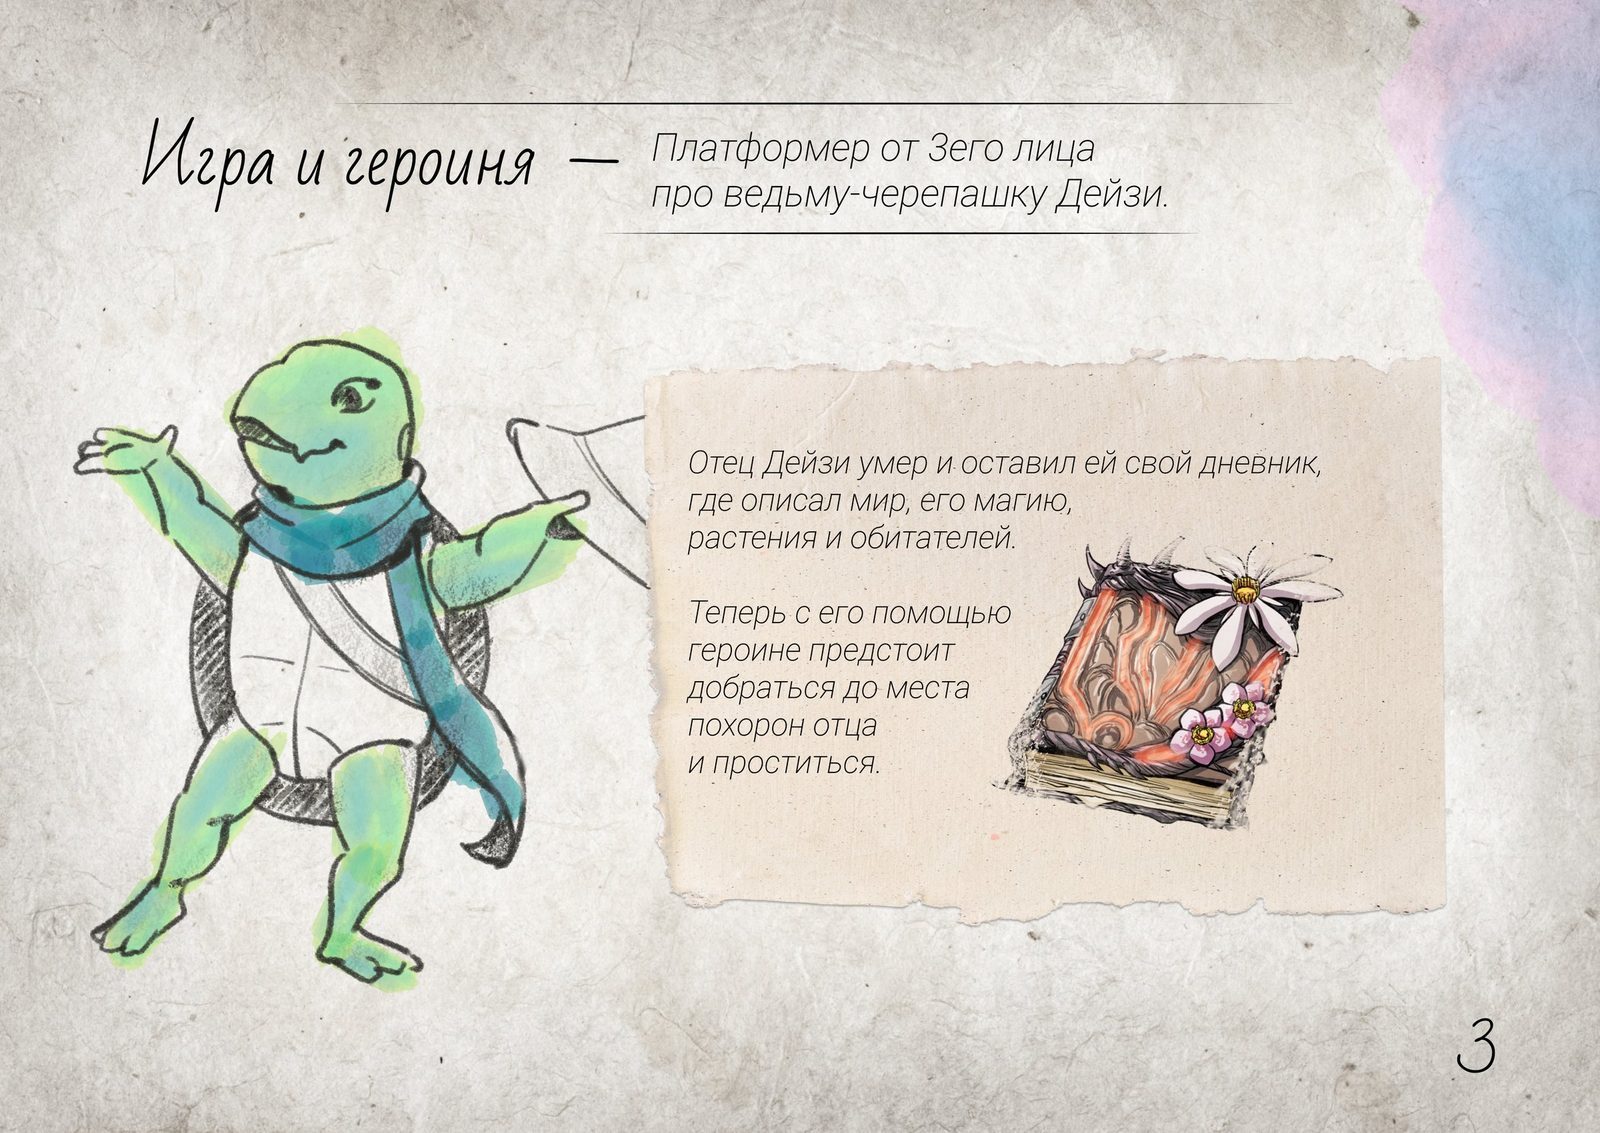 Игра и героиня —
Платформер от 3его лица
про ведьму-черепашку Дейзи.
Отец Дейзи умер и оставил ей свой дневник,
где описал мир, его магию,
растения и обитателей.
Теперь с его помощью
героине предстоит
добраться до места
похорон отца
и проститься.
3